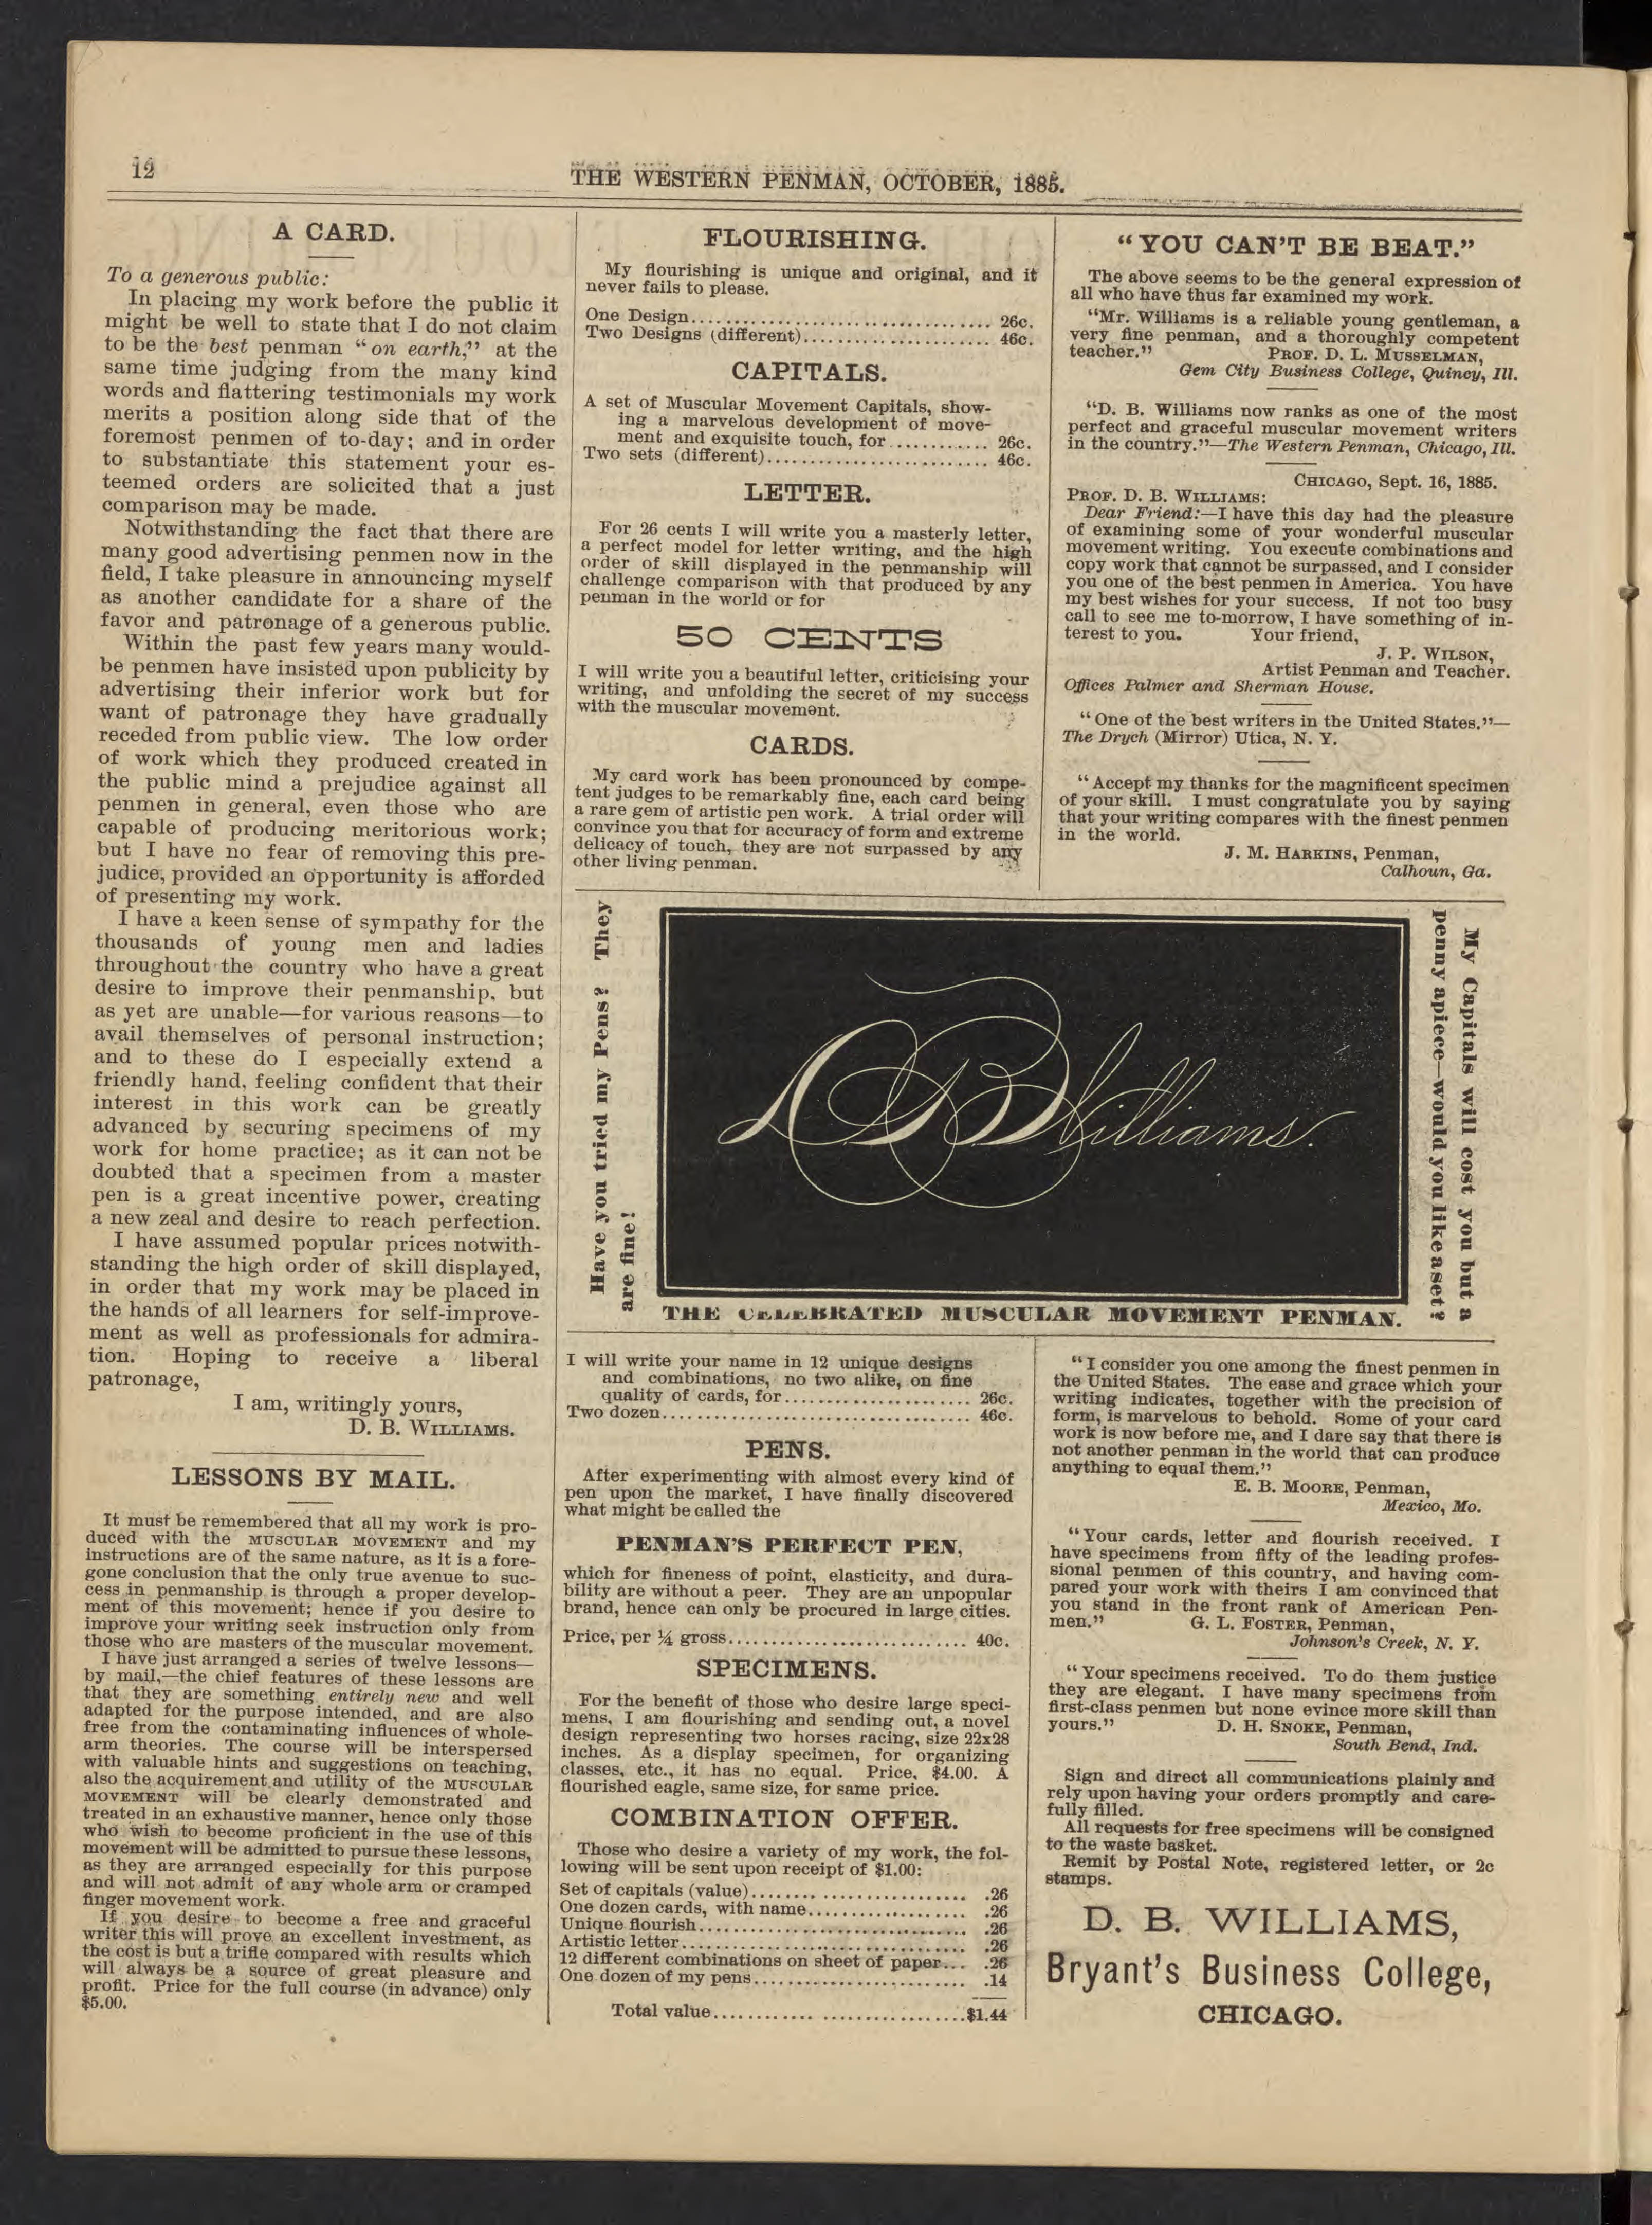 12
THE WESTERN PENMAN, OCTOBER, 1885.
A CARD.
To a generous public:
In placing my work before the public it
might be well to state that I do not claim
to be the best penman "on earth," at the
same time judging from the many kind
words and flattering testimonials my work
merits a position along side that of the
foremost penmen of to-day; and in order
to substantiate this statement your es-
teemed orders are solicited that a just
comparison may be made.
Notwithstanding the fact that there are
many good advertising penmen now in the
field, I take pleasure in announcing myself
as another candidate for a share of the
favor and patronage of a generous public.
Within the past few years many would-
be penmen have insisted upon publicity by
advertising their inferior work but for
want of patronage they have gradually
receded from public view. The low order
of work which they produced created in
the public mind a prejudice against all
penmen in general, even those who are
capable of producing meritorious work;
but I have no fear of removing this pre-
judice, provided an opportunity is afforded
of presenting my work.
I have a keen sense of sympathy for the
thousands of young men and ladies
throughout the country who have a great
desire to improve their penmanship, but
as yet are unable—for various reasons—to
avail themselves of personal instruction;
and to these do I especially extend a
friendly hand, feeling confident that their
interest in this work can be greatly
advanced by securing specimens of my
work for home practice; as it can not be
doubted that a specimen from a master
pen is a great incentive power, creating
a new zeal and desire to reach perfection.
I have assumed popular prices notwith-
standing the high order of skill displayed,
in order that my work may be placed in
the hands of all learners for self-improve-
ment as well as professionals for admira-
tion. Hoping to receive a liberal
patronage,
I am, writingly yours,
D. B. WILLIAMS.
LESSONS BY MAIL.
It must be remembered that all my work is pro-
duced with the MUSCULAR MOVEMENT and my
instructions are of the same nature, as it is a fore-
gone conclusion that the only true avenue to suc-
cess in penmanship is through a proper develop-
ment of this movement; hence if you desire to
improve your writing seek instruction only from
those who are masters of the muscular movement.
I have just arranged a series of twelve lessons—
by mail,—the chief features of these lessons are
that they are something entirely new and well
adapted for the purpose intended, and are also
free from the contaminating influences of whole-
arm theories. The course will be interspersed
with valuable hints and suggestions on teaching,
also the acquirement and utility of the MUSCULAR
MOVEMENT will be clearly demonstrated and
treated in an exhaustive manner, hence only those
who wish to become proficient in the use of this
movement will be admitted to pursue these lessons,
as they are arranged especially for this purpose
and will not admit of any whole arm or cramped
finger movement work.
If you desire to become a free and graceful
writer this will prove an excellent investment, as
the cost is but a trifle compared with results which
will always be a source of great pleasure and
profit. Price for the full course (in advance) only
$5.00.
FLOURISHING.
My flourishing is unique and original, and it
never fails to please.
One Design.................................... 26c.
Two Designs (different)...................... 46c.
CAPITALS.
A set of Muscular Movement Capitals, show-
ing a marvelous development of move-
ment and exquisite touch, for............ 26c.
Two sets (different).......................... 46c.
LETTER.
For 26 cents I will write you a masterly letter,
a perfect model for letter writing, and the high
order of skill displayed in the penmanship will
challenge comparison with that produced by any
penman in the world or for
50 CENTS
I will write you a beautiful letter, criticising your
writing, and unfolding the secret of my success
with the muscular movement.
CARDS.
My card work has been pronounced by compe-
tent judges to be remarkably fine, each card being
a rare gem of artistic pen work. A trial order will
convince you that for accuracy of form and extreme
delicacy of touch, they are not surpassed by any
other living penman.
"YOU CAN'T BE BEAT."
The above seems to be the general expression of
all who have thus far examined my work.
"Mr. Williams is a reliable young gentleman, a
very fine penman, and a thoroughly competent
teacher." PROF. D. L. MUSSELMAN,
Gem City Business College, Quincy, Ill.
"D. B. Williams now ranks as one of the most
perfect and graceful muscular movement writers
in the country."—The Western Penman, Chicago, Ill.
CHICAGO, Sept. 16, 1885.
PROF. D. B. WILLIAMS:
Dear Friend:—I have this day had the pleasure
of examining some of your wonderful muscular
movement writing. You execute combinations and
copy work that cannot be surpassed, and I consider
you one of the best penmen in America. You have
my best wishes for your success. If not too busy
call to see me to-morrow, I have something of in-
terest to you. Your friend,
J. P. WILSON,
Artist Penman and Teacher.
Offices Palmer and Sherman House.
"One of the best writers in the United States."—
The Drych (Mirror) Utica, N. Y.
"Accept my thanks for the magnificent specimen
of your skill. I must congratulate you by saying
that your writing compares with the finest penmen
in the world.
J. M. HARKINS, Penman,
Calhoun, Ga.
Have you tried my Pens? They
are fine!
D B Williams.
My Capitals will cost you but a
penny apiece—would you like a set?
THE CELEBRATED MUSCULAR MOVEMENT PENMAN.
I will write your name in 12 unique designs
and combinations, no two alike, on fine
quality of cards, for...................... 26c.
Two dozen.................................... 46c.
PENS.
After experimenting with almost every kind of
pen upon the market, I have finally discovered
what might be called the
PENMAN'S PERFECT PEN,
which for fineness of point, elasticity, and dura-
bility are without a peer. They are an unpopular
brand, hence can only be procured in large cities.
Price, per ¼ gross............................ 40c.
SPECIMENS.
For the benefit of those who desire large speci-
mens, I am flourishing and sending out, a novel
design representing two horses racing, size 22x28
inches. As a display specimen, for organizing
classes, etc., it has no equal. Price, $4.00. A
flourished eagle, same size, for same price.
COMBINATION OFFER.
Those who desire a variety of my work, the fol-
lowing will be sent upon receipt of $1.00:
Set of capitals (value).......................... .26
One dozen cards, with name................... .26
Unique flourish................................ .26
Artistic letter.................................. .26
12 different combinations on sheet of paper... .26
One dozen of my pens......................... .14
Total value..............................$1.44
"I consider you one among the finest penmen in
the United States. The ease and grace which your
writing indicates, together with the precision of
form, is marvelous to behold. Some of your card
work is now before me, and I dare say that there is
not another penman in the world that can produce
anything to equal them."
E. B. MOORE, Penman,
Mexico, Mo.
"Your cards, letter and flourish received. I
have specimens from fifty of the leading profes-
sional penmen of this country, and having com-
pared your work with theirs I am convinced that
you stand in the front rank of American Pen-
men." G. L. FOSTER, Penman,
Johnson's Creek, N. Y.
"Your specimens received. To do them justice
they are elegant. I have many specimens from
first-class penmen but none evince more skill than
yours." D. H. SNOKE, Penman,
South Bend, Ind.
Sign and direct all communications plainly and
rely upon having your orders promptly and care-
fully filled.
All requests for free specimens will be consigned
to the waste basket.
Remit by Postal Note, registered letter, or 2c
stamps.
D. B. WILLIAMS,
Bryant's Business College,
CHICAGO.